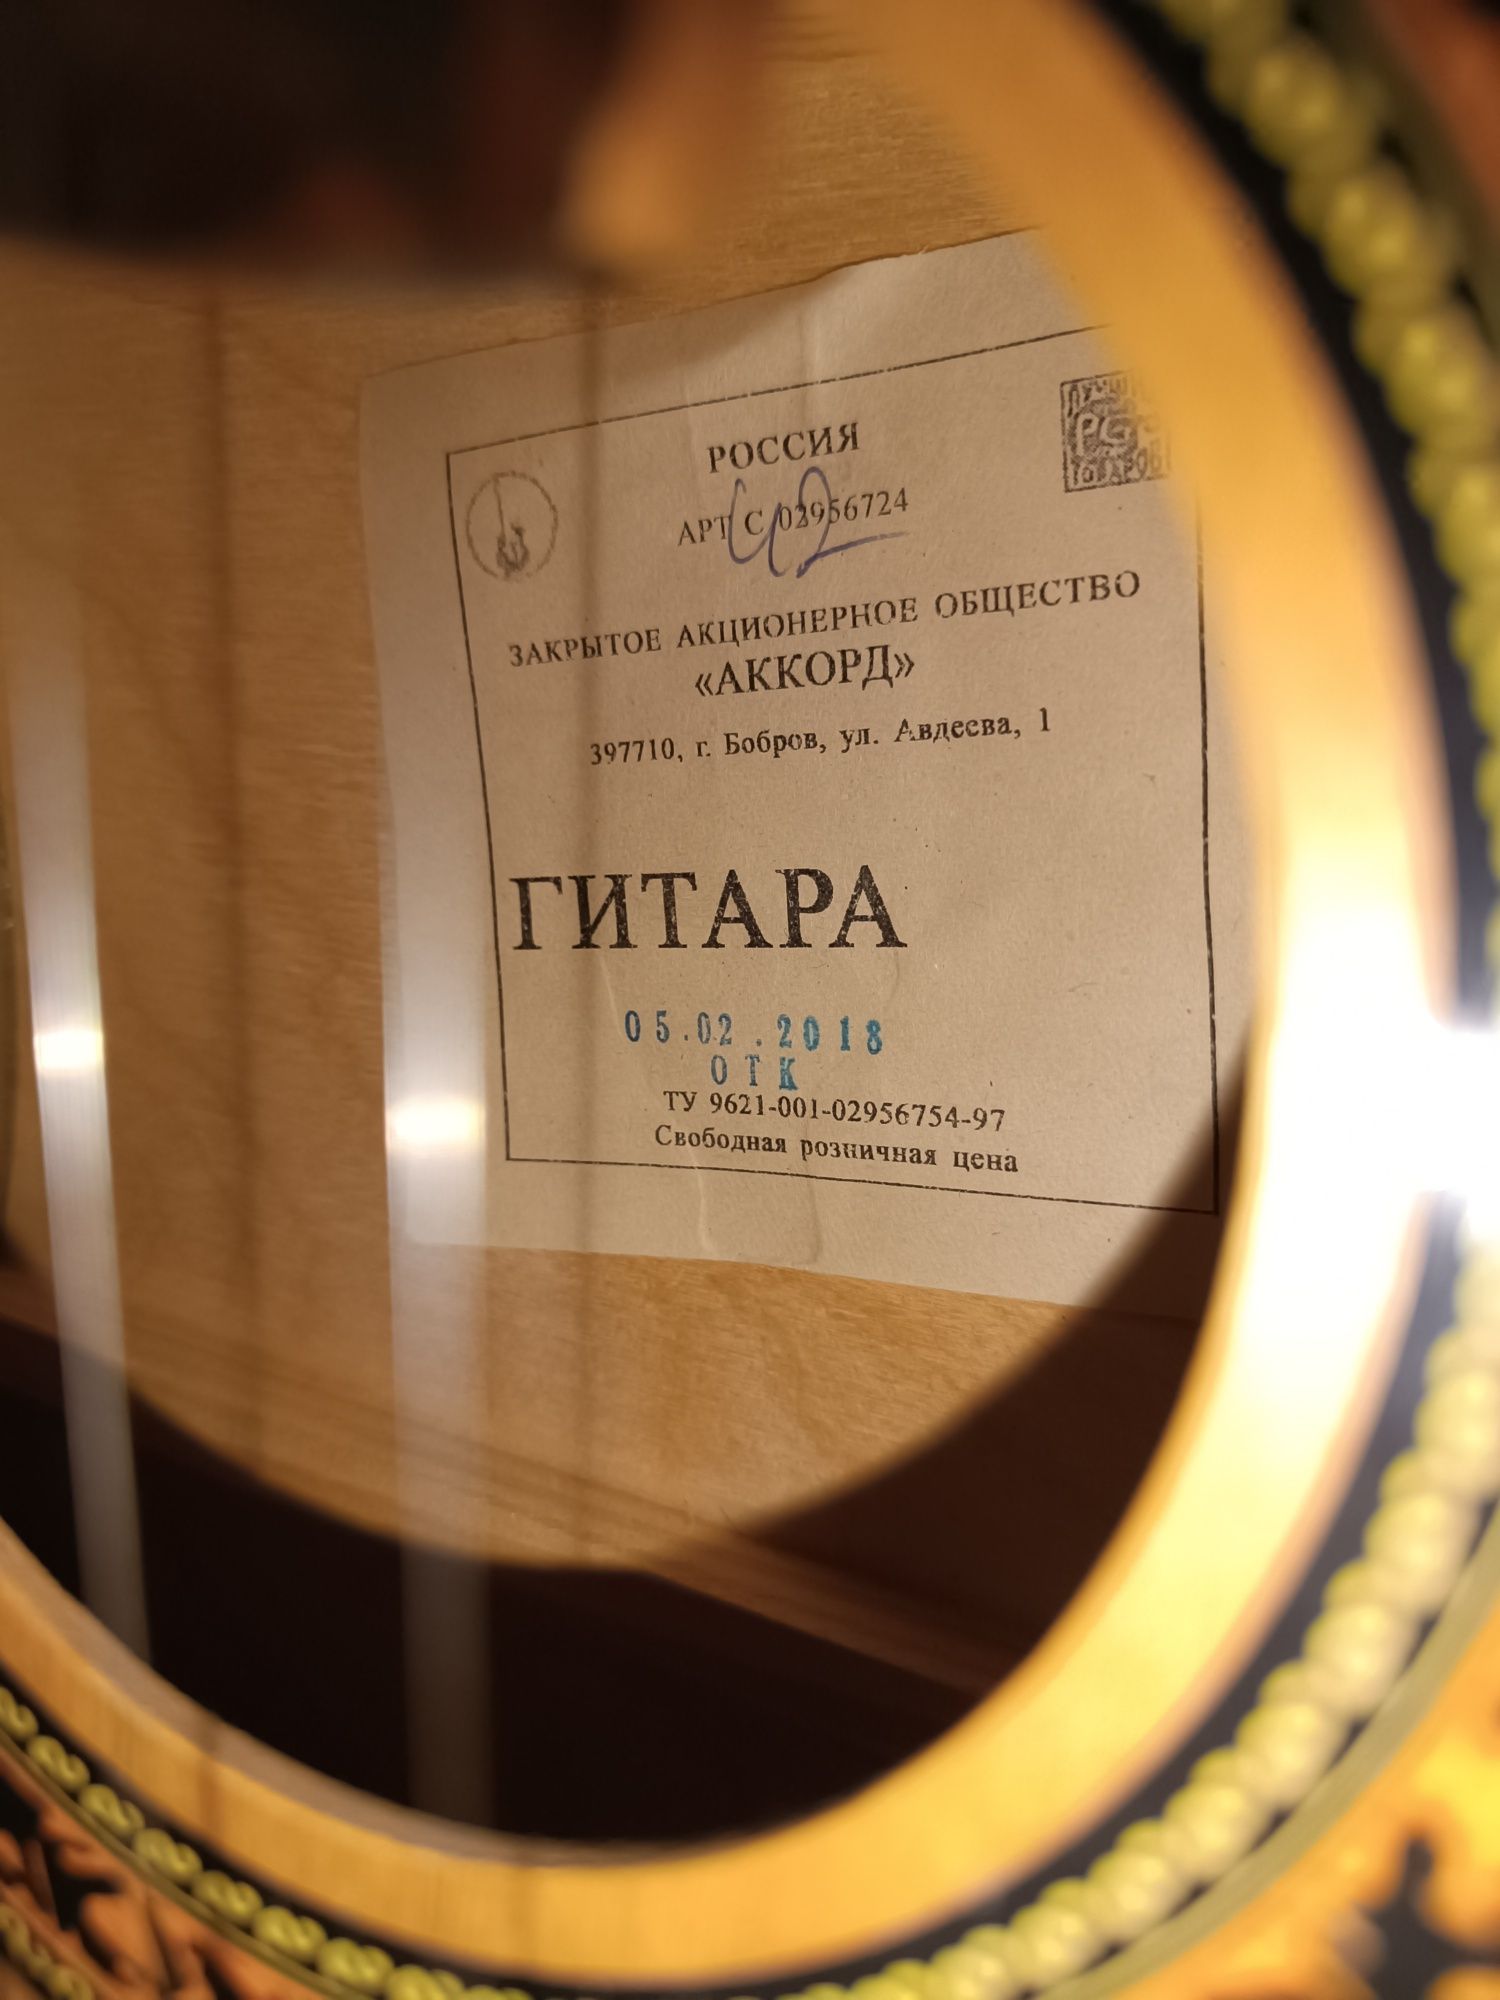 РОССИЯ
АРТ С 02956724
ЗАКРЫТОЕ АКЦИОНЕРНОЕ ОБЩЕСТВО
«АККОРД»
397710, г. Бобров, ул. Авдеева, 1
ГИТАРА
05.02.2018
ОТК
ТУ 9621-001-02956754-97
Свободная розничная цена